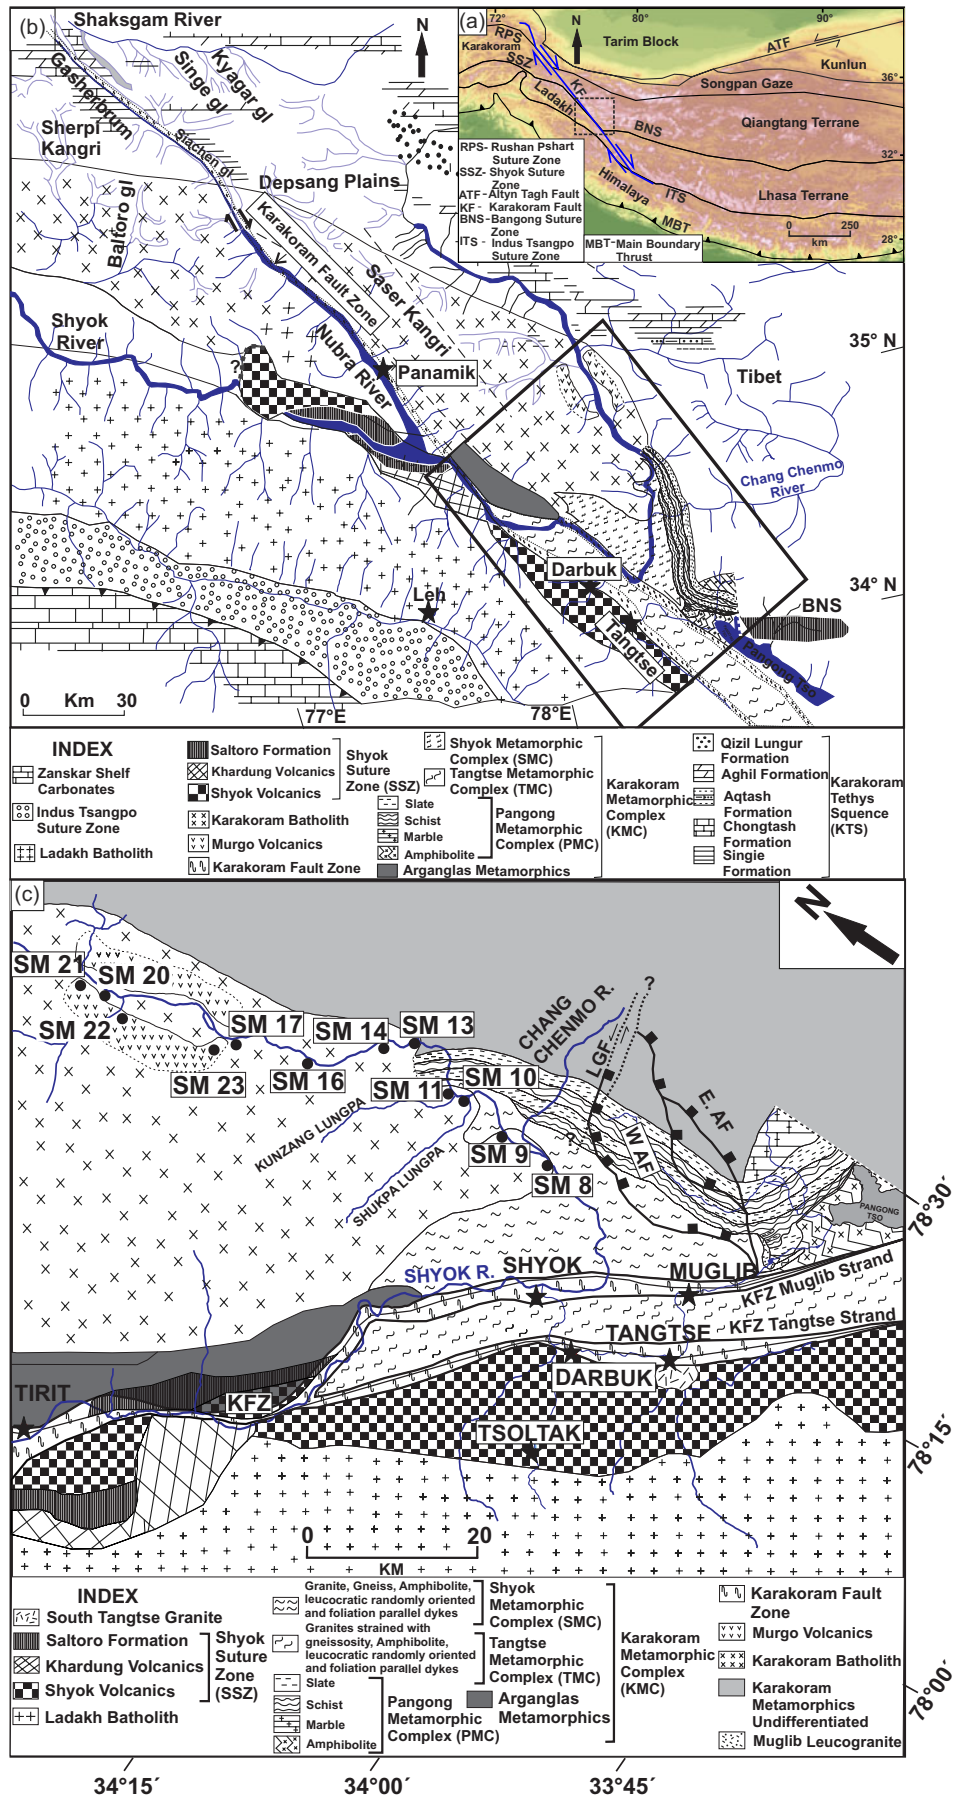 (b)
Shaksgam River
N
Gasherbrum
Singe gl
Kyagar gl
Sherpi
Kangri
Siachen gl
Depsang Plains
Baltoro gl
Karakoram Fault Zone
Saser Kangri
Shyok
River
Nubra River
?
Panamik
35° N
Tibet
Chang Chenmo
River
Darbuk
34° N
Leh
Tangtse
BNS
Pangong Tso
0 Km 30
77°E
78°E
(a)
72°
80°
90°
N
RPS
Karakoram
SSZ
Tarim Block
ATF
Kunlun
36°
KF
Ladakh
Songpan Gaze
BNS
Qiangtang Terrane
32°
Himalaya
ITS
Lhasa Terrane
MBT
0 250
km
28°
RPS- Rushan Pshart
Suture Zone
SSZ- Shyok Suture
Zone
ATF - Altyn Tagh Fault
KF - Karakoram Fault
BNS- Bangong Suture
Zone
-ITS - Indus Tsangpo
Suture Zone
MBT-Main Boundary
Thrust
INDEX
Zanskar Shelf
Carbonates
Indus Tsangpo
Suture Zone
Ladakh Batholith
Saltoro Formation
Khardung Volcanics
Shyok Volcanics
Shyok
Suture
Zone (SSZ)
Karakoram Batholith
Murgo Volcanics
Karakoram Fault Zone
Shyok Metamorphic
Complex (SMC)
Tangtse Metamorphic
Complex (TMC)
Slate
Schist
Marble
Amphibolite
Pangong
Metamorphic
Complex (PMC)
Arganglas Metamorphics
Karakoram
Metamorphic
Complex
(KMC)
Qizil Lungur
Formation
Aghil Formation
Aqtash
Formation
Chongtash
Formation
Singie
Formation
Karakoram
Tethys
Squence
(KTS)
(c)
N
SM 21
SM 20
SM 22
SM 17
SM 14
SM 13
SM 23
SM 16
SM 11
SM 10
CHANG
CHENMO R.
LGF
?
KUNZANG LUNGPA
SHUKPA LUNGPA
SM 9
SM 8
?
W AF
E. AF
PANGONG
TSO
78°30´
SHYOK R.
SHYOK
MUGLIB
KFZ Muglib Strand
KFZ Tangtse Strand
TANGTSE
DARBUK
TIRIT
KFZ
TSOLTAK
78°15´
0 20
KM
INDEX
South Tangtse Granite
Saltoro Formation
Khardung Volcanics
Shyok Volcanics
Shyok
Suture
Zone
(SSZ)
Ladakh Batholith
Granite, Gneiss, Amphibolite,
leucocratic randomly oriented
and foliation parallel dykes
Shyok
Metamorphic
Complex (SMC)
Granites strained with
gneissosity, Amphibolite,
leucocratic randomly oriented
and foliation parallel dykes
Tangtse
Metamorphic
Complex (TMC)
Slate
Schist
Marble
Amphibolite
Pangong
Metamorphic
Complex (PMC)
Arganglas
Metamorphics
Karakoram
Metamorphic
Complex
(KMC)
Karakoram Fault
Zone
Murgo Volcanics
Karakoram Batholith
Karakoram
Metamorphics
Undifferentiated
Muglib Leucogranite
78°00´
34°15´
34°00´
33°45´